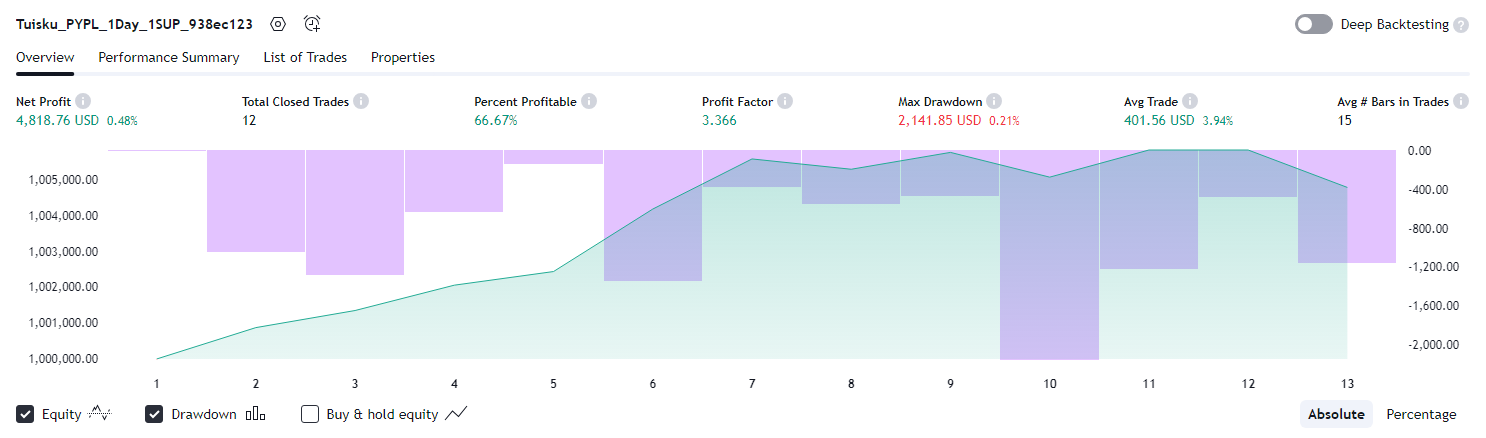 Tuisku_PYPL_1Day_1SUP_938ec123 Deep Backtesting ?
Overview Performance Summary List of Trades Properties
Net Profit Total Closed Trades Percent Profitable Profit Factor Max Drawdown Avg Trade Avg # Bars in Trades
4,818.76 USD 0.48% 12 66.67% 3.366 2,141.85 USD 0.21% 401.56 USD 3.94% 15
0.00
1,005,000.00 -400.00
1,004,000.00 -800.00
1,003,000.00 -1,200.00
1,002,000.00 -1,600.00
1,001,000.00 -2,000.00
1,000,000.00
1 2 3 4 5 6 7 8 9 10 11 12 13
Equity Drawdown Buy & hold equity Absolute Percentage